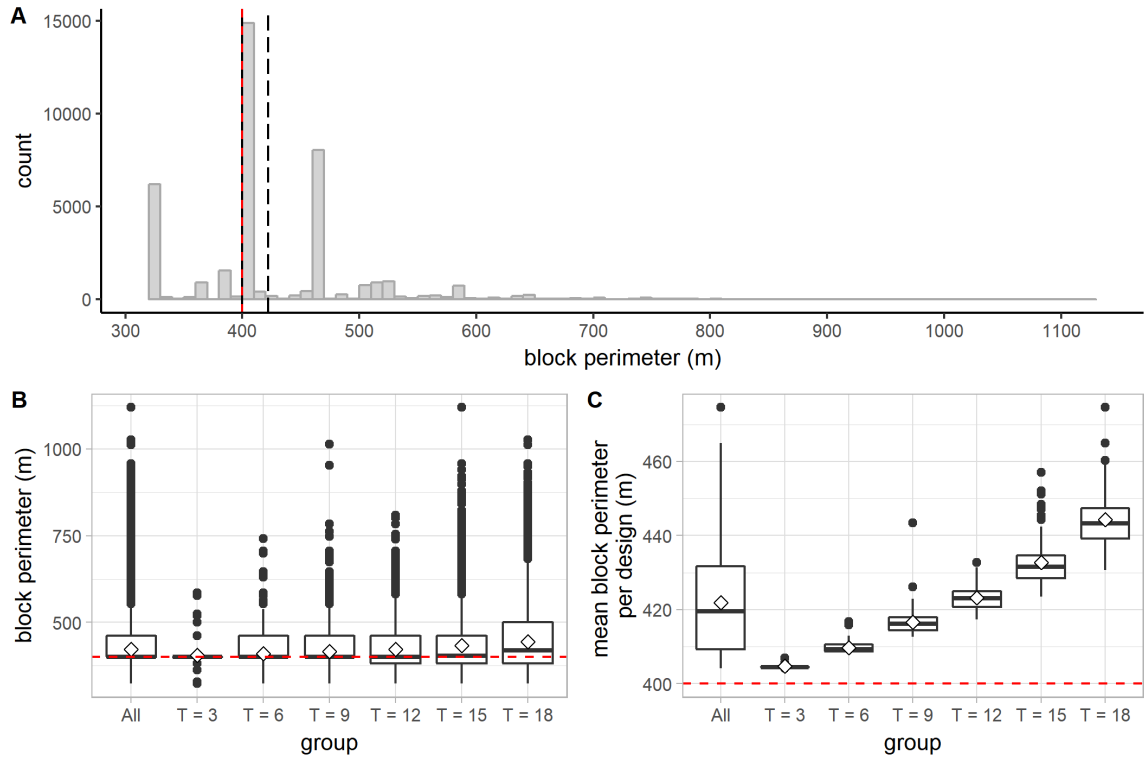 A
15000
10000
5000
0
count
300 400 500 600 700 800 900 1000 1100
block perimeter (m)
B
1000
750
500
block perimeter (m)
All T = 3 T = 6 T = 9 T = 12 T = 15 T = 18
group
C
460
440
420
400
mean block perimeter
per design (m)
All T = 3 T = 6 T = 9 T = 12 T = 15 T = 18
group